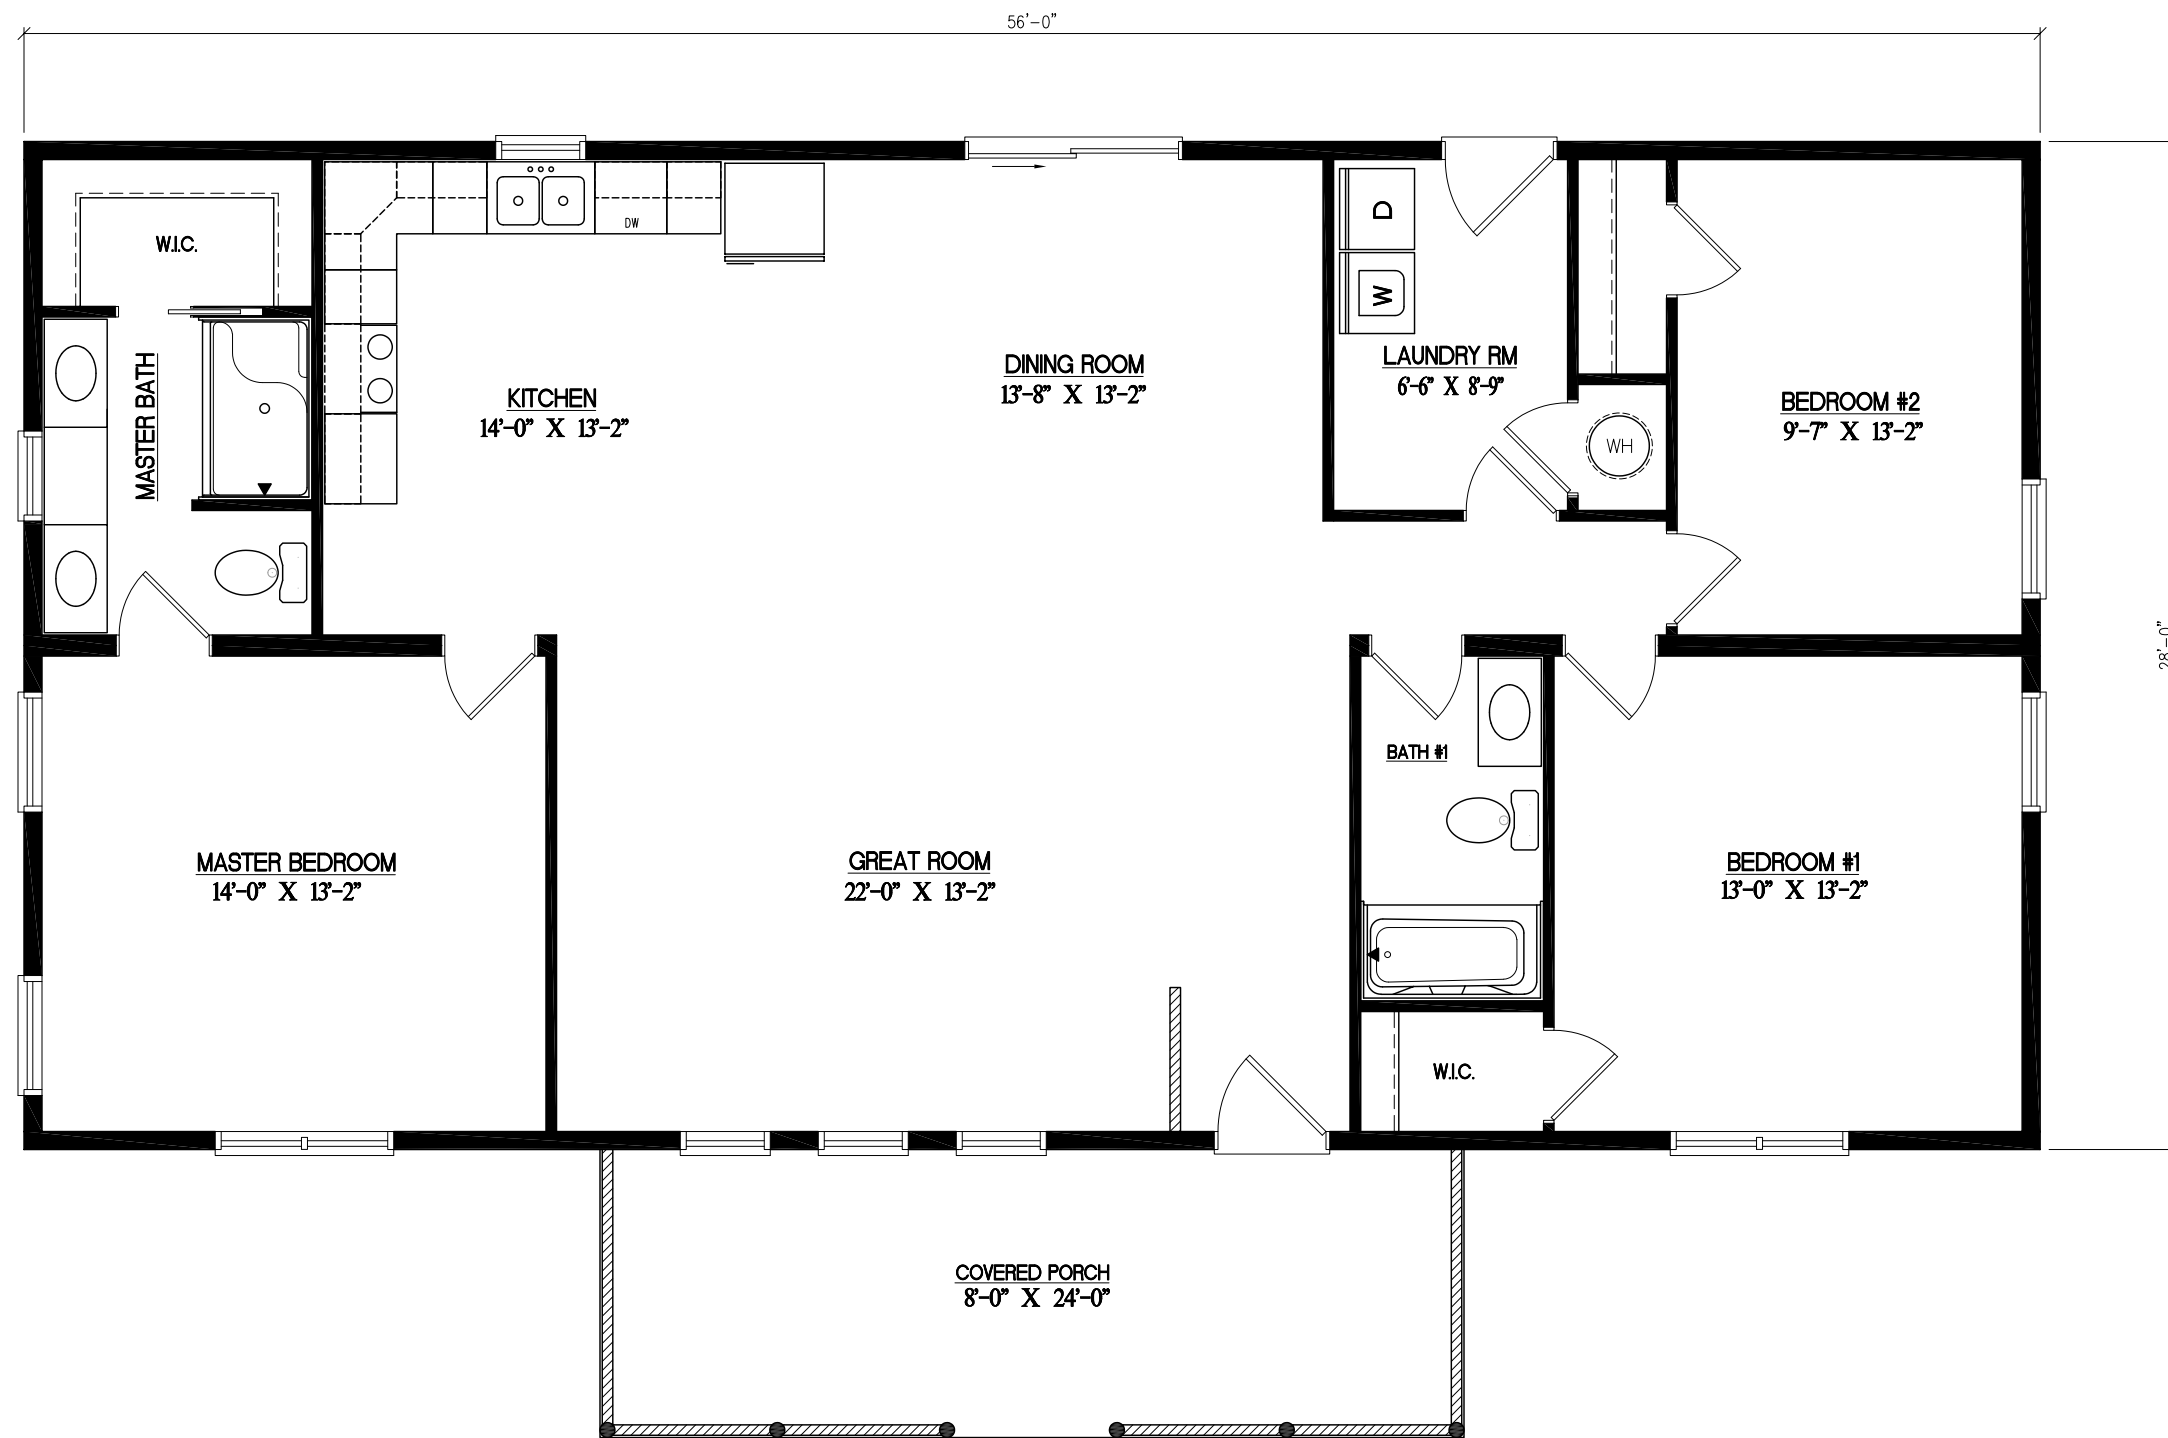 56'-0"
W.I.C.
DW
D
W
MASTER BATH
KITCHEN
14'-0" X 13'-2"
DINING ROOM
13'-8" X 13'-2"
LAUNDRY RM
6'-6" X 8'-9"
WH
BEDROOM #2
9'-7" X 13'-2"
28'-0"
BATH #1
MASTER BEDROOM
14'-0" X 13'-2"
GREAT ROOM
22'-0" X 13'-2"
BEDROOM #1
13'-0" X 13'-2"
W.I.C.
COVERED PORCH
8'-0" X 24'-0"